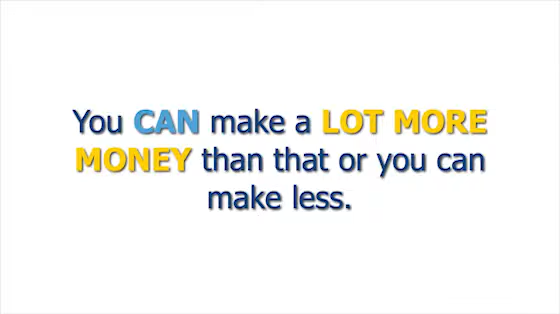 You CAN make a LOT MORE
MONEY than that or you can
make less.